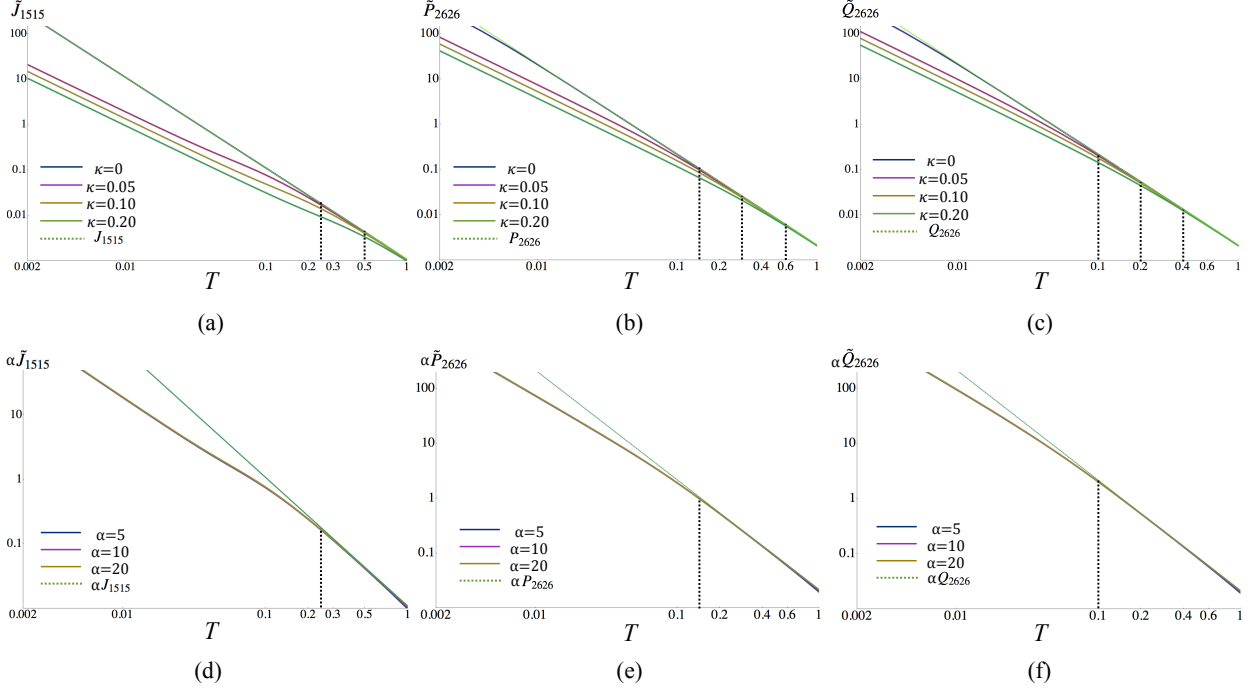 J̃₁₅₁₅
100
10
1
0.1
0.01
κ=0
κ=0.05
κ=0.10
κ=0.20
J₁₅₁₅
0.002 0.01 0.1 0.2 0.3 0.5 1
T
(a)
P̃₂₆₂₆
100
10
1
0.1
0.01
κ=0
κ=0.05
κ=0.10
κ=0.20
P₂₆₂₆
0.002 0.01 0.1 0.2 0.4 0.6 1
T
(b)
Q̃₂₆₂₆
100
10
1
0.1
0.01
κ=0
κ=0.05
κ=0.10
κ=0.20
Q₂₆₂₆
0.002 0.01 0.1 0.2 0.4 0.6 1
T
(c)
αJ̃₁₅₁₅
10
1
0.1
α=5
α=10
α=20
αJ₁₅₁₅
0.002 0.01 0.1 0.2 0.3 0.5 1
T
(d)
αP̃₂₆₂₆
100
10
1
0.1
α=5
α=10
α=20
αP₂₆₂₆
0.002 0.01 0.1 0.2 0.4 0.6 1
T
(e)
αQ̃₂₆₂₆
100
10
1
0.1
α=5
α=10
α=20
αQ₂₆₂₆
0.002 0.01 0.1 0.2 0.4 0.6 1
T
(f)